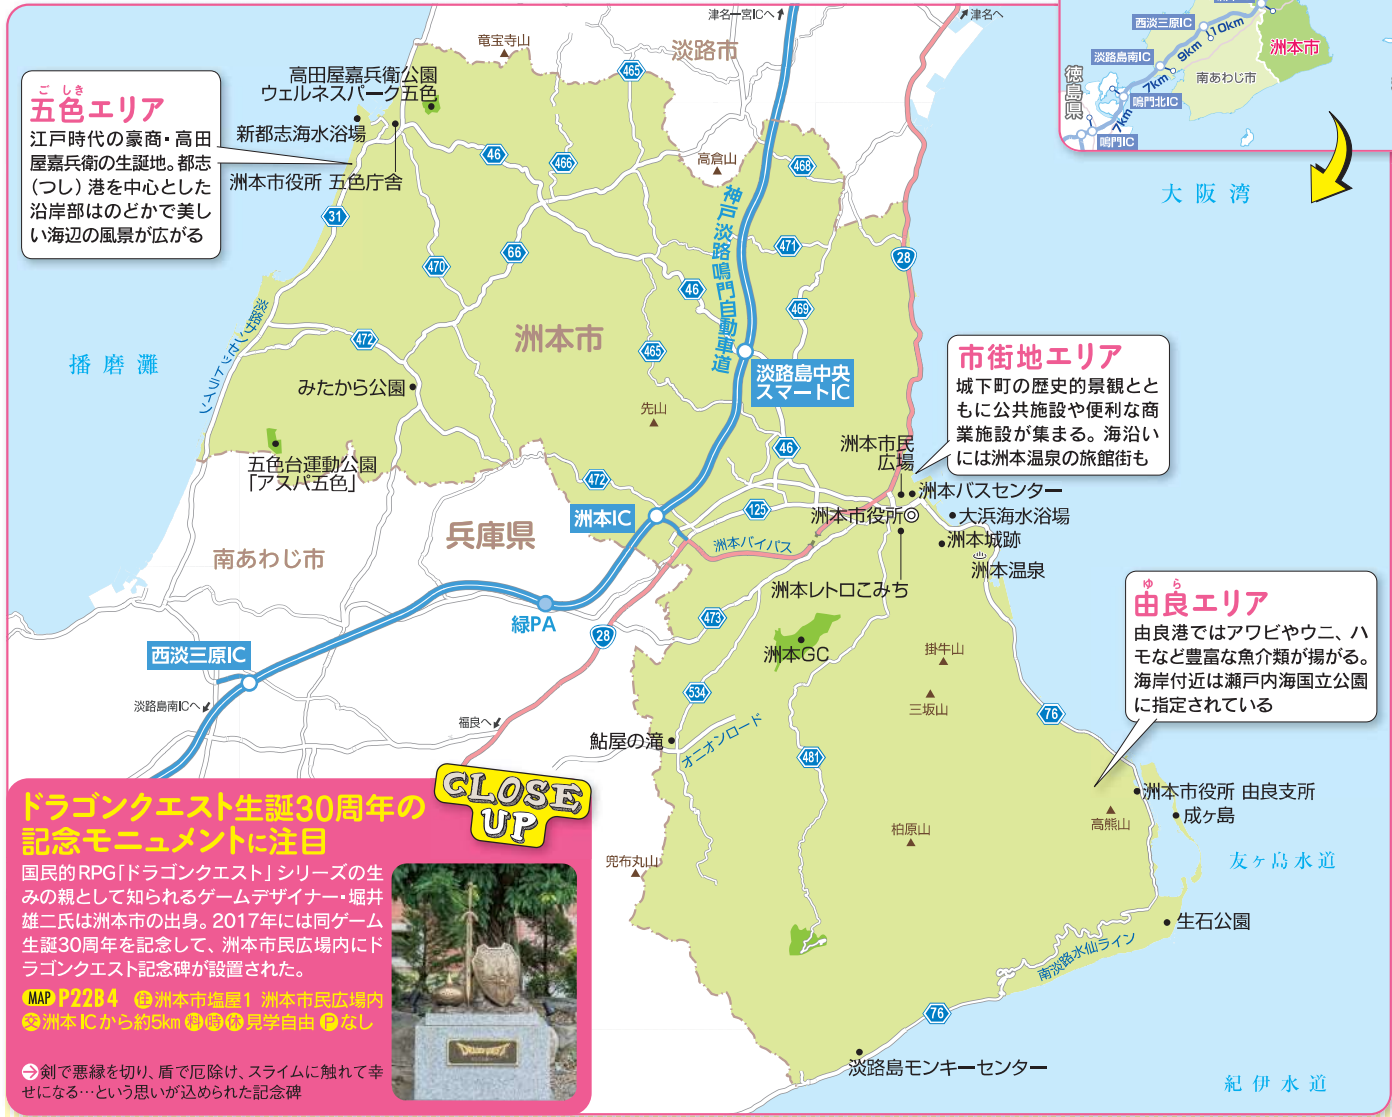 津名一宮ICへ
津名へ
淡路市
竜宝寺山
高田屋嘉兵衛公園
ウェルネスパーク五色
新都志海水浴場
洲本市役所 五色庁舎
ごしき
五色エリア
江戸時代の豪商・高田
屋嘉兵衛の生誕地。都志
（つし）港を中心とした
沿岸部はのどかで美し
い海辺の風景が広がる
465
46
466
高倉山
468
31
470
66
471
28
神戸淡路鳴門自動車道
46
469
淡路サンセットライン
472
洲本市
465
淡路島中央
スマートIC
播磨灘
みたから公園
先山
五色台運動公園
「アスパ五色」
472
46
125
洲本IC
兵庫県
南あわじ市
洲本バイパス
緑PA
西淡三原IC
淡路島南ICへ
福良へ
28
473
534
鮎屋の滝
オニオンロード
481
西淡三原IC
10km
9km
淡路島南IC
洲本市
南あわじ市
7km
徳島県
鳴門北IC
7km
鳴門IC
大阪湾
市街地エリア
城下町の歴史的景観とと
もに公共施設や便利な商
業施設が集まる。海沿い
には洲本温泉の旅館街も
洲本市民
広場
洲本バスセンター
洲本市役所
大浜海水浴場
洲本城跡
洲本温泉
洲本レトロこみち
洲本GC
掛牛山
三坂山
76
ゆら
由良エリア
由良港ではアワビやウニ、ハ
モなど豊富な魚介類が揚がる。
海岸付近は瀬戸内海国立公園
に指定されている
洲本市役所 由良支所
成ヶ島
高熊山
柏原山
兜布丸山
友ヶ島水道
生石公園
南淡路水仙ライン
76
淡路島モンキーセンター
紀伊水道
CLOSE
UP
ドラゴンクエスト生誕30周年の
記念モニュメントに注目
国民的RPG「ドラゴンクエスト」シリーズの生
みの親として知られるゲームデザイナー・堀井
雄二氏は洲本市の出身。2017年には同ゲーム
生誕30周年を記念して、洲本市民広場内にド
ラゴンクエスト記念碑が設置された。
MAP P22B4 住洲本市塩屋1 洲本市民広場内
交洲本ICから約5km 料時休見学自由 Pなし
剣で悪縁を切り、盾で厄除け、スライムに触れて幸
せになる…という思いが込められた記念碑
DRAGON QUEST